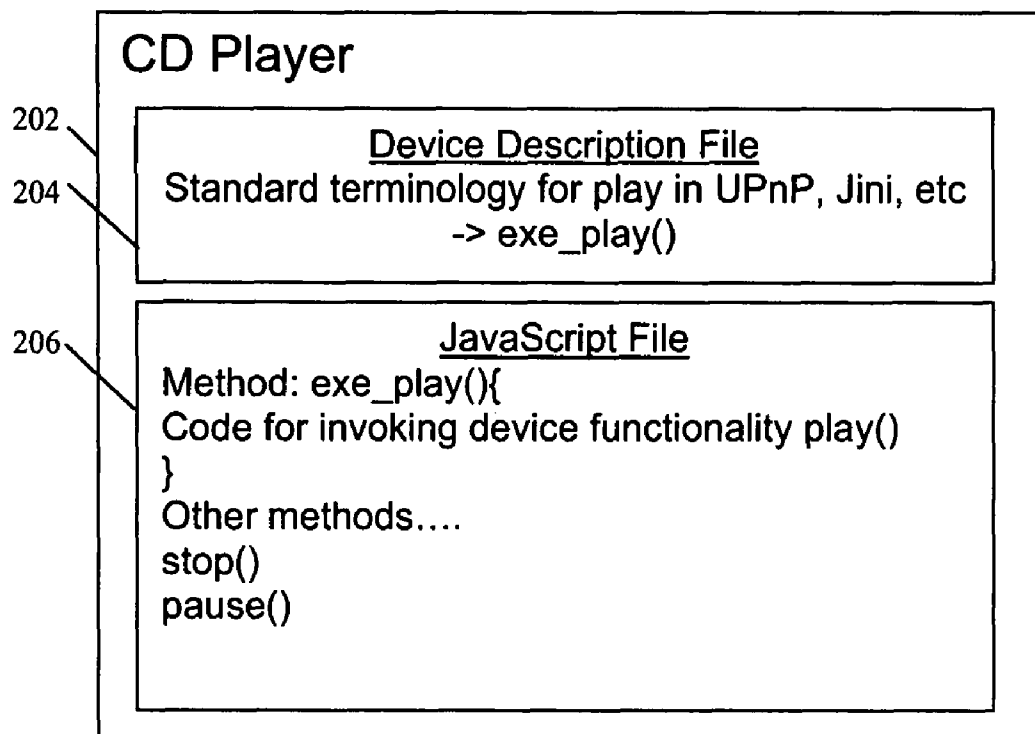 CD Player
202
Device Description File
204
Standard terminology for play in UPnP, Jini, etc
-> exe_play()
206
JavaScript File
Method: exe_play(){
Code for invoking device functionality play()
}
Other methods....
stop()
pause()